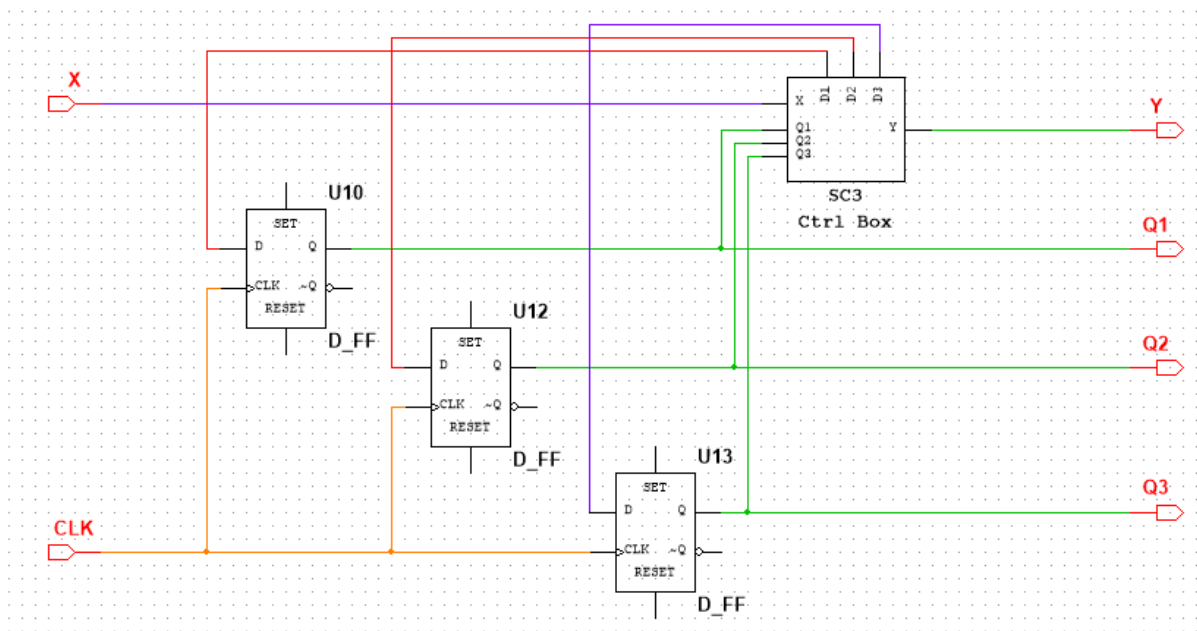 X
D1 D2 D3
X
Q1
Q2
Q3
Y
Y
SC3
Ctrl Box
U10
SET
D Q
CLK ~Q
RESET
D_FF
Q1
U12
SET
D Q
CLK ~Q
RESET
D_FF
Q2
U13
SET
D Q
CLK ~Q
RESET
D_FF
Q3
CLK